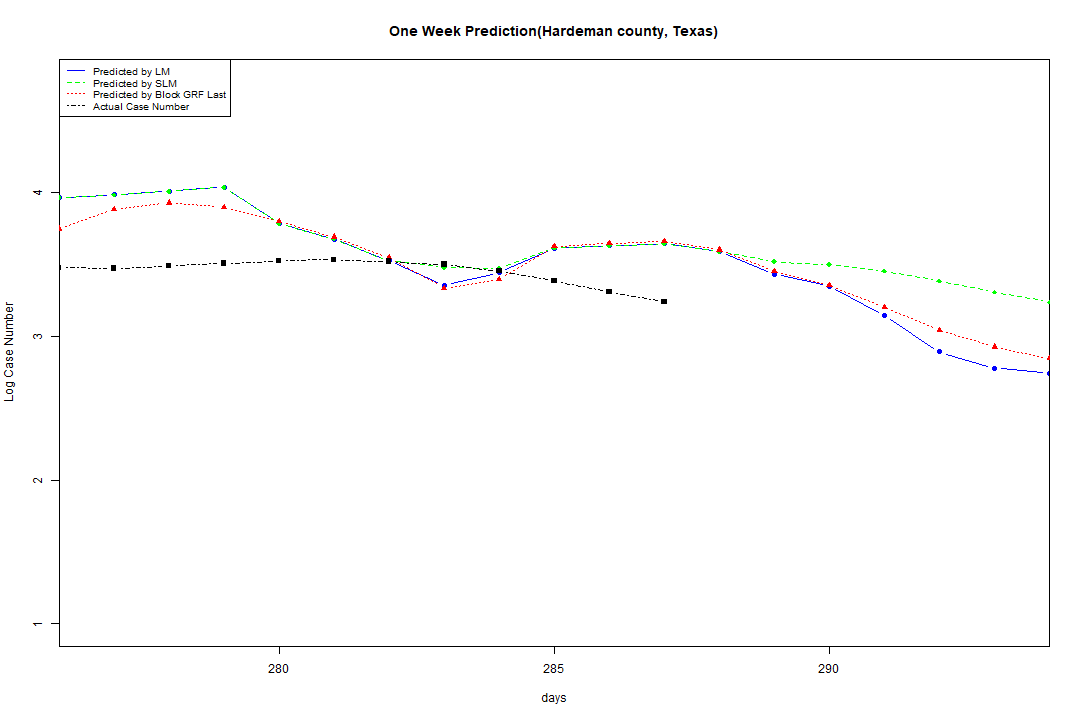 One Week Prediction(Hardeman county, Texas)
Predicted by LM
Predicted by SLM
Predicted by Block GRF Last
Actual Case Number
4
3
2
1
Log Case Number
280 285 290
days